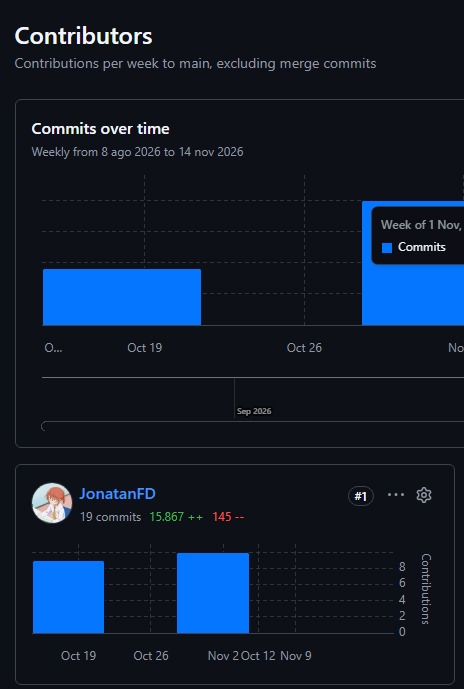 Contributors
Contributions per week to main, excluding merge commits
Commits over time
Weekly from 8 ago 2026 to 14 nov 2026
Week of 1 Nov,
Commits
O... Oct 19 Oct 26 No
Sep 2026
JonatanFD #1
19 commits 15.867 ++ 145 --
8
6
4
2
0
Contributions
Oct 19 Oct 26 Nov 2 Oct 12 Nov 9